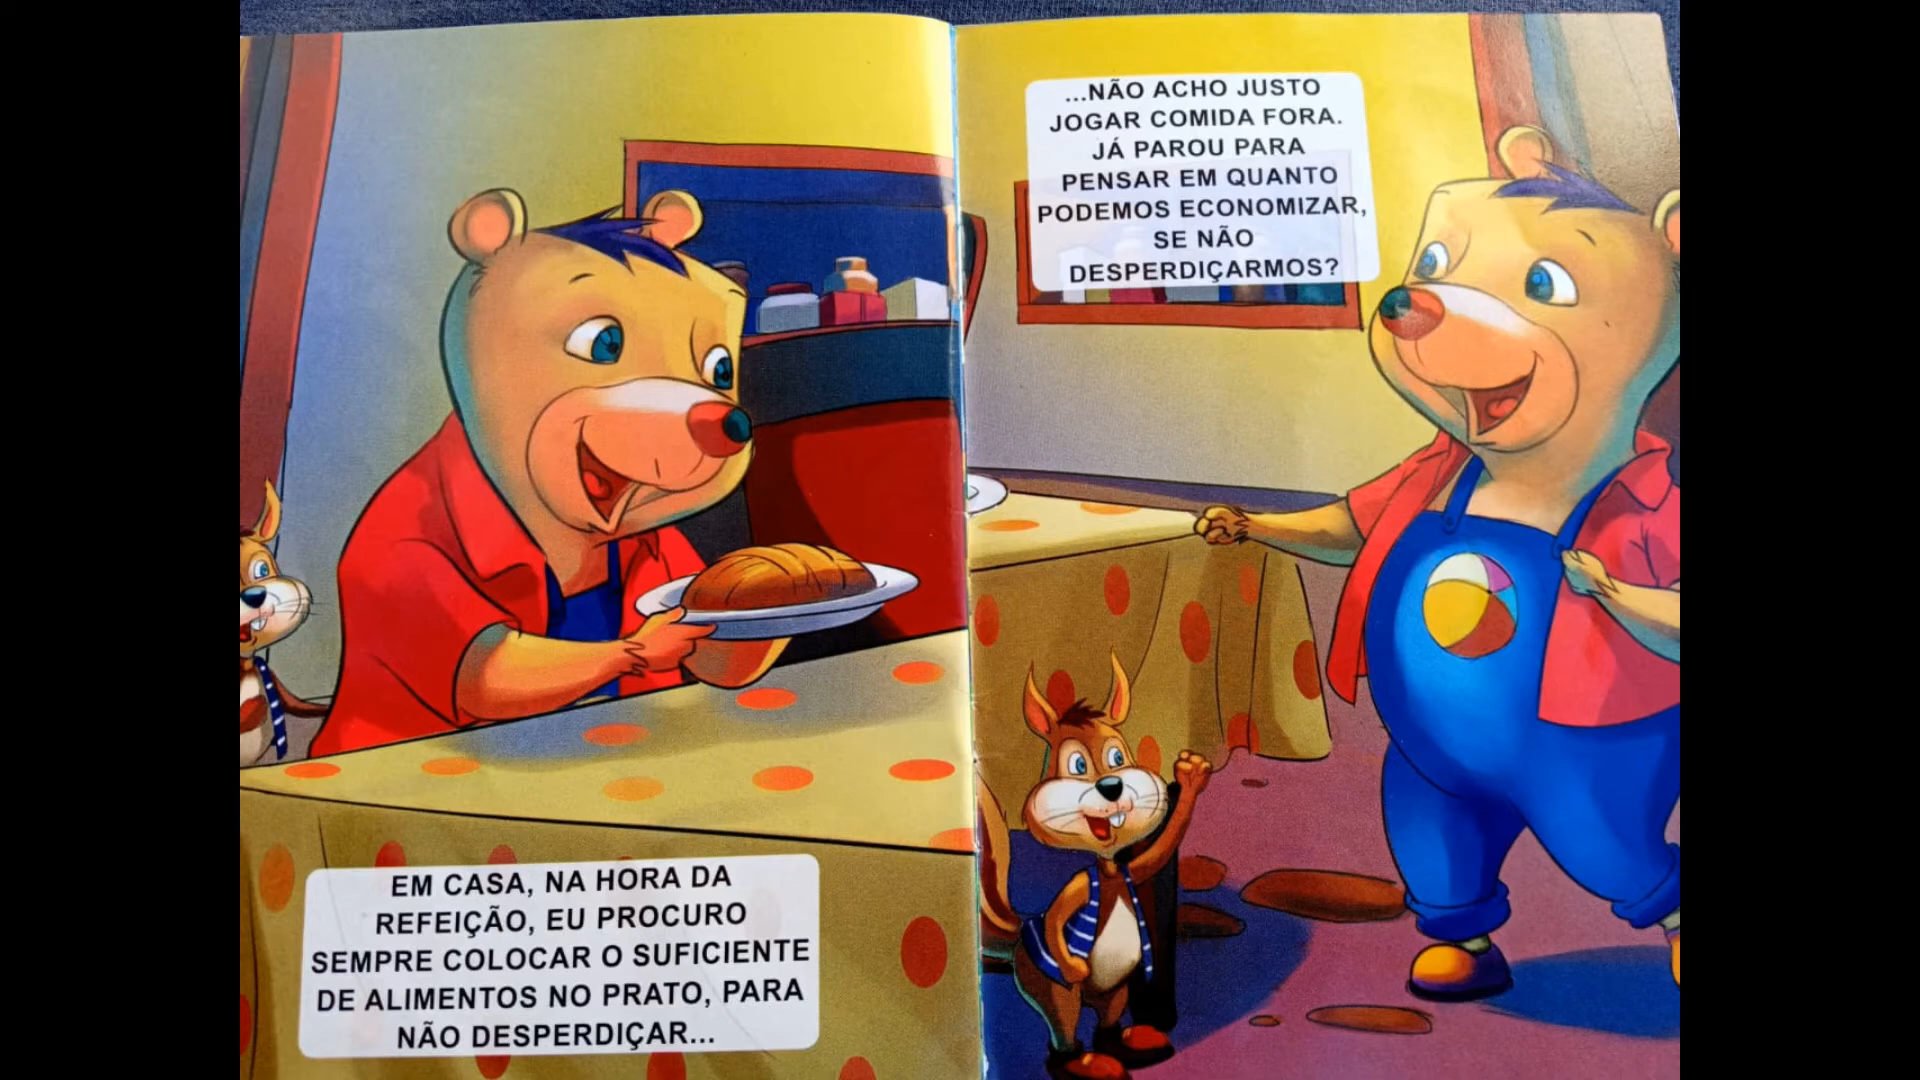 EM CASA, NA HORA DA
REFEIÇÃO, EU PROCURO
SEMPRE COLOCAR O SUFICIENTE
DE ALIMENTOS NO PRATO, PARA
NÃO DESPERDIÇAR...
...NÃO ACHO JUSTO
JOGAR COMIDA FORA.
JÁ PAROU PARA
PENSAR EM QUANTO
PODEMOS ECONOMIZAR,
SE NÃO
DESPERDIÇARMOS?